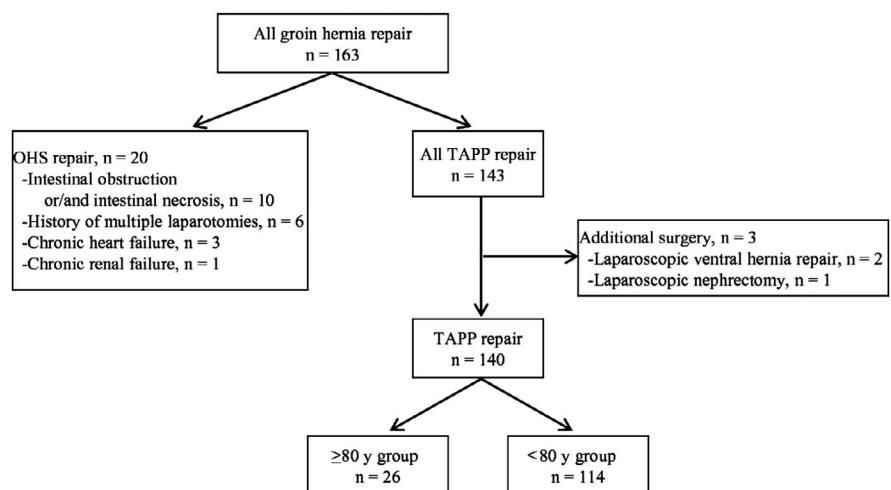 All groin hernia repair
n = 163
OHS repair, n = 20
-Intestinal obstruction
or/and intestinal necrosis, n = 10
-History of multiple laparotomies, n = 6
-Chronic heart failure, n = 3
-Chronic renal failure, n = 1
All TAPP repair
n = 143
Additional surgery, n = 3
-Laparoscopic ventral hernia repair, n = 2
-Laparoscopic nephrectomy, n = 1
TAPP repair
n = 140
≥80 y group
n = 26
<80 y group
n = 114